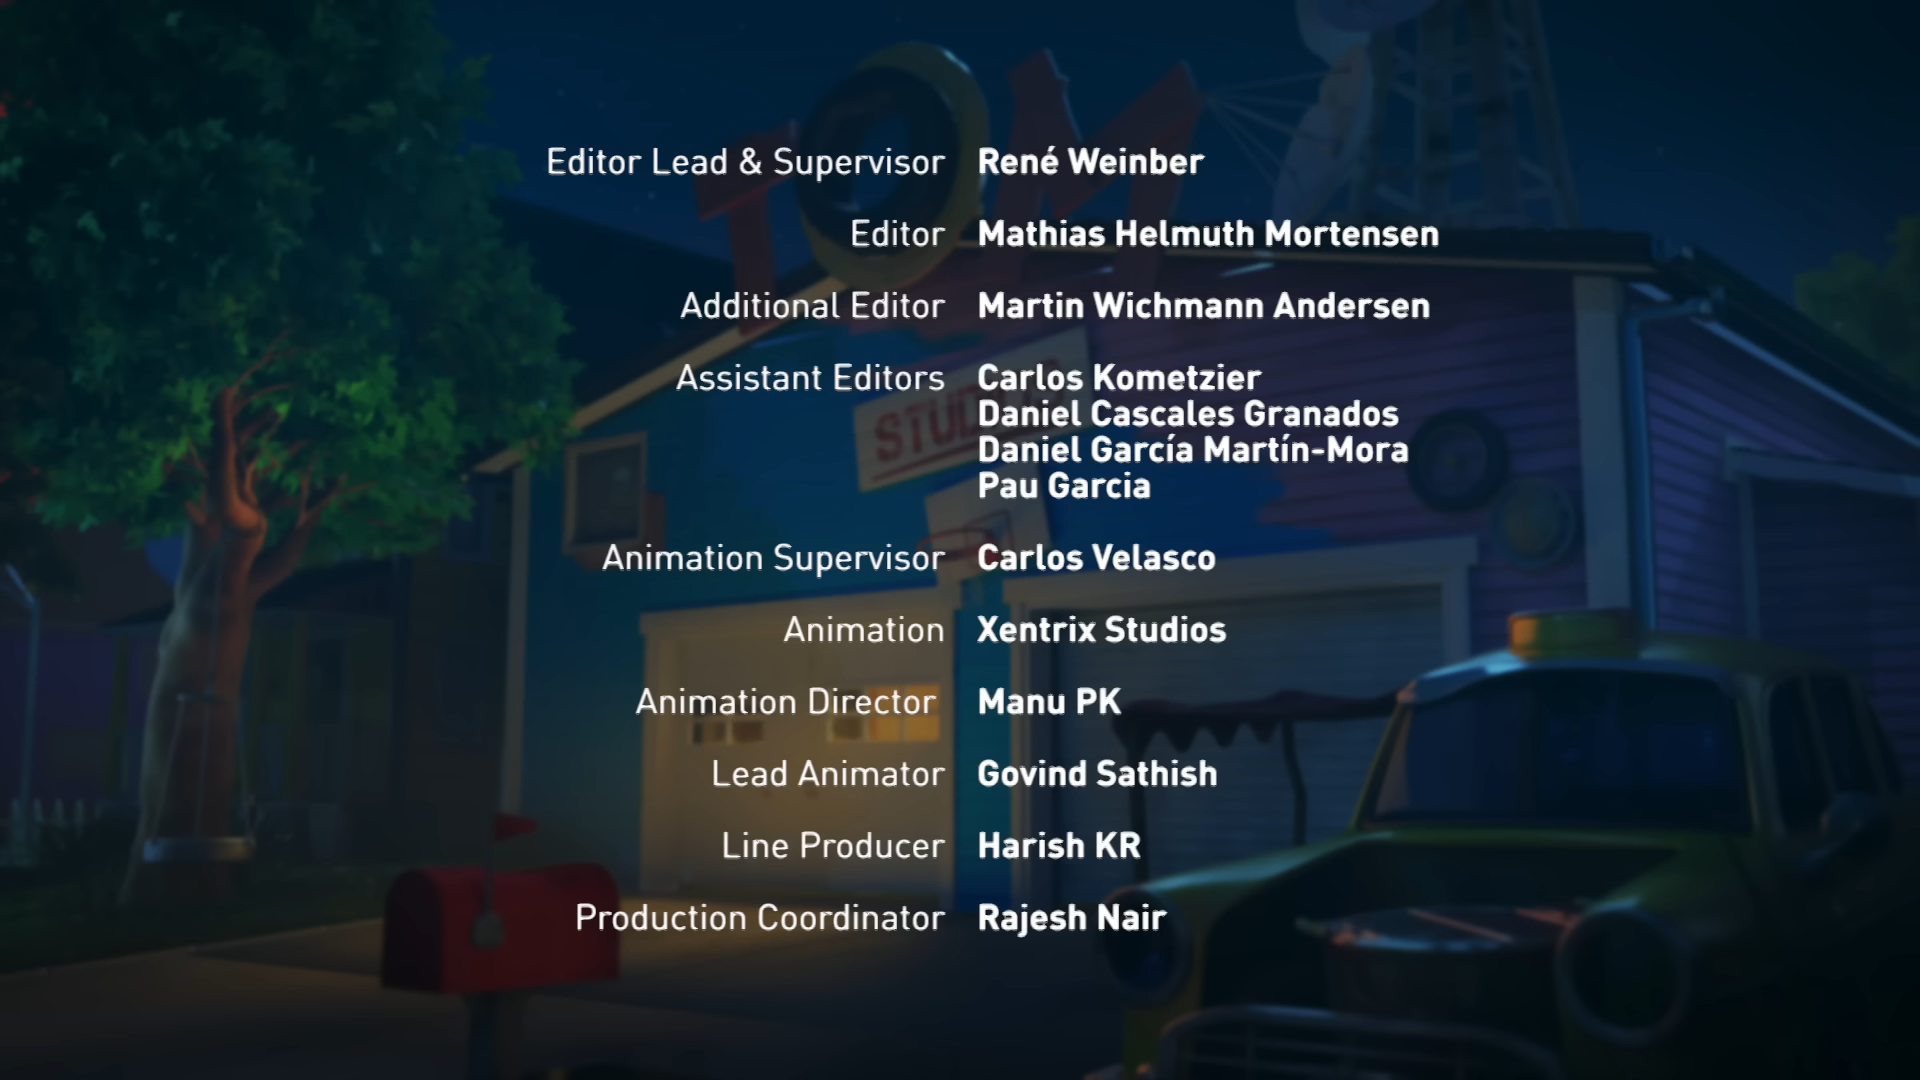 TOM
STUDIO
Editor Lead & Supervisor René Weinber
Editor Mathias Helmuth Mortensen
Additional Editor Martin Wichmann Andersen
Assistant Editors Carlos Kometzier
Daniel Cascales Granados
Daniel García Martín-Mora
Pau Garcia
Animation Supervisor Carlos Velasco
Animation Xentrix Studios
Animation Director Manu PK
Lead Animator Govind Sathish
Line Producer Harish KR
Production Coordinator Rajesh Nair